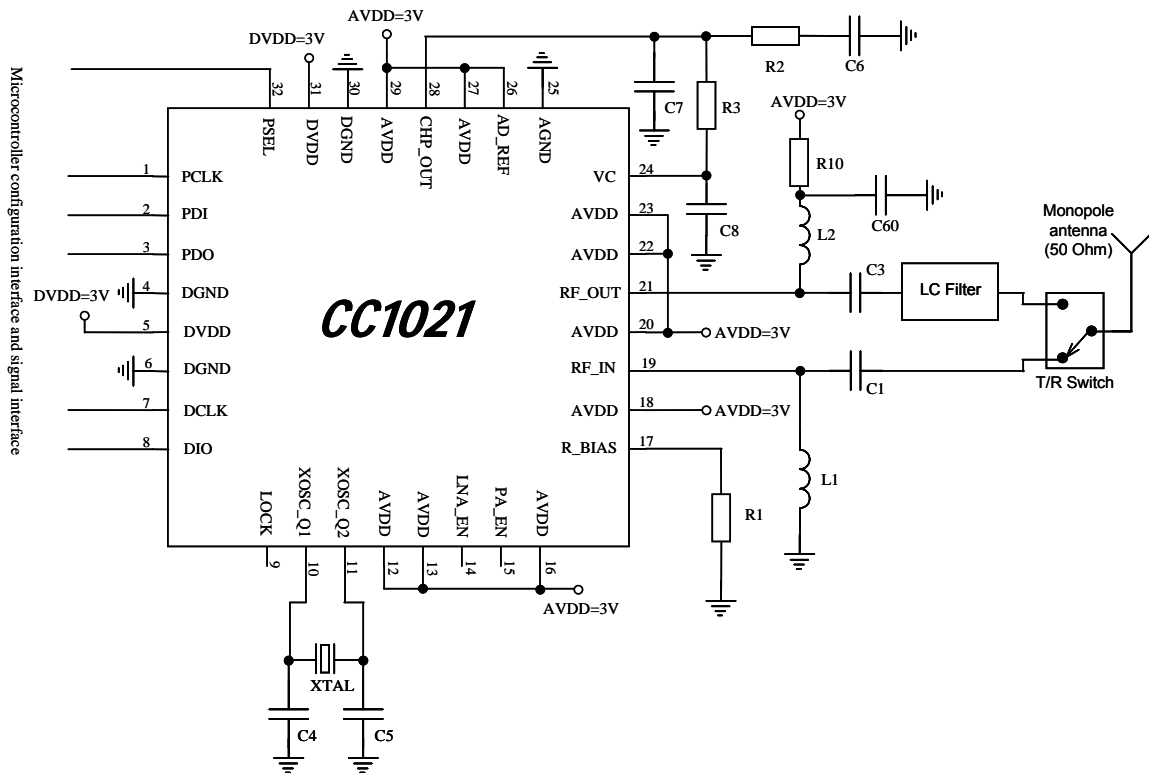 AVDD=3V
DVDD=3V
R2
C6
32
31
30
29
28
27
26
25
C7
R3
AVDD=3V
PSEL
DVDD
DGND
AVDD
CHP_OUT
AVDD
AD_REF
AGND
R10
Microcontroller configuration interface and signal interface
1
PCLK
VC
24
2
PDI
AVDD
23
C8
L2
C60
Monopole
antenna
(50 Ohm)
3
PDO
AVDD
22
C3
DVDD=3V
4
DGND
RF_OUT
21
LC Filter
CC1021
5
DVDD
AVDD
20
AVDD=3V
6
DGND
RF_IN
19
C1
T/R Switch
7
DCLK
AVDD
18
AVDD=3V
8
DIO
R_BIAS
17
L1
LOCK
XOSC_Q1
XOSC_Q2
AVDD
AVDD
LNA_EN
PA_EN
AVDD
R1
9
10
11
12
13
14
15
16
AVDD=3V
XTAL
C4
C5